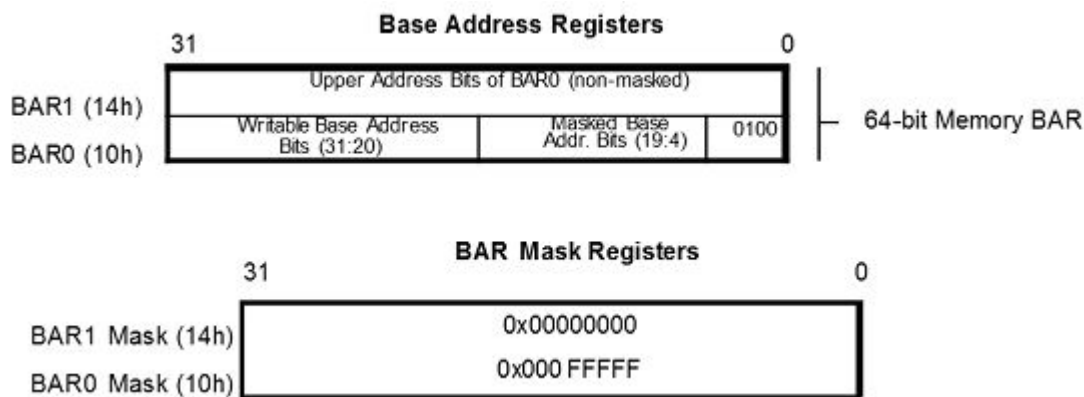 Base Address Registers
31 0
Upper Address Bits of BAR0 (non-masked)
BAR1 (14h)
Writable Base Address Bits (31:20)
Masked Base Addr. Bits (19:4)
0100
BAR0 (10h)
64-bit Memory BAR
BAR Mask Registers
31 0
BAR1 Mask (14h) 0x00000000
BAR0 Mask (10h) 0x000 FFFFF